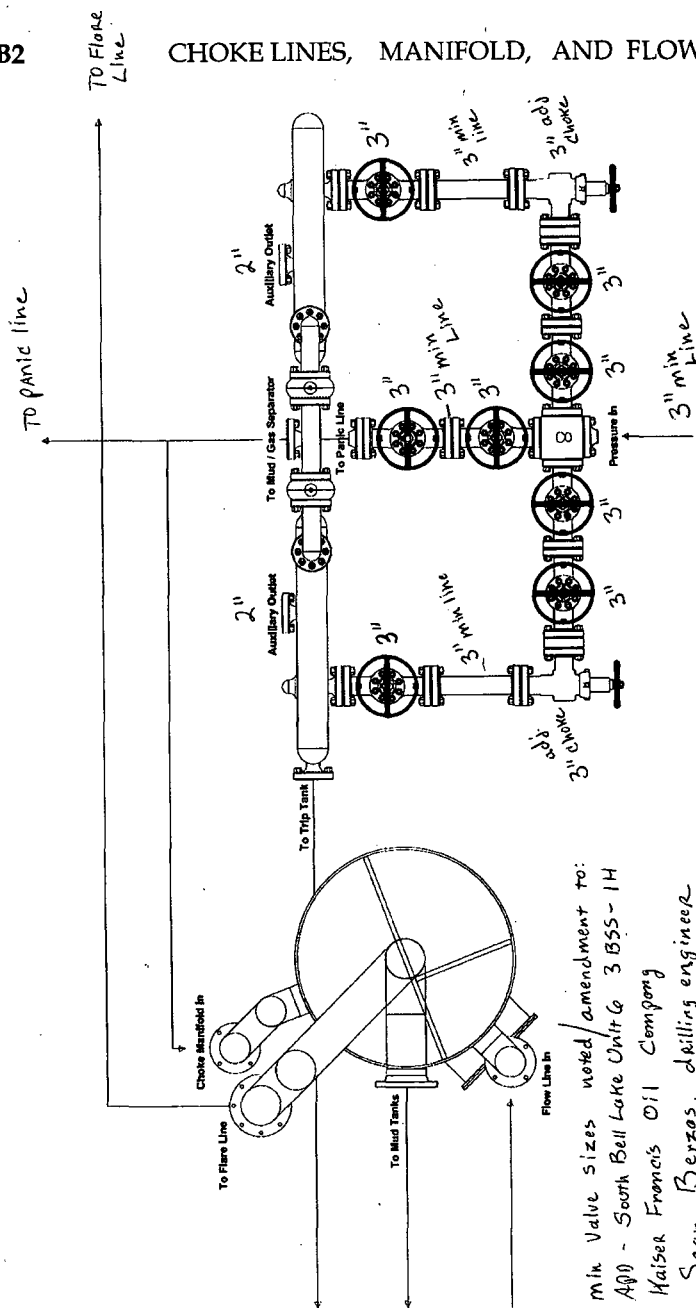 B2
CHOKE LINES, MANIFOLD, AND FLOW
TO Flare
Line
TO PANIC line
3"
3" min
line
3" adj
choke
2"
Auxiliary Outlet
3"
3"
To Mud / Gas Separator
To Panic Line
3"
3" min
Line
3"
8
Pressure In
3" min
Line
2"
Auxiliary Outlet
3"
3"
3"
3" min line
adj
3" choke
To Trip Tank
Choke Manifold In
To Flare Line
To Mud Tanks
Flow Line In
min Valve sizes noted/amendment to:
APD - South Bell Lake Unit 6 3BSS-1H
Kaiser Francis Oil Company
Berzas, drilling engineer